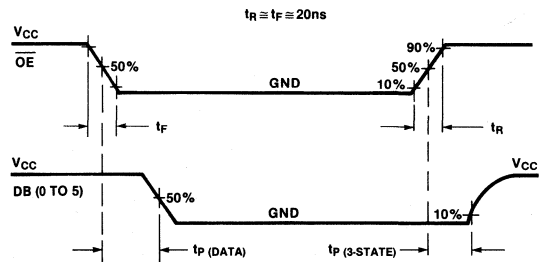 tR ≅ tF ≅ 20ns
VCC
OE
50%
GND
90%
50%
10%
tF
tR
VCC
DB (0 TO 5)
50%
GND
10%
VCC
tP (DATA)
tP (3-STATE)